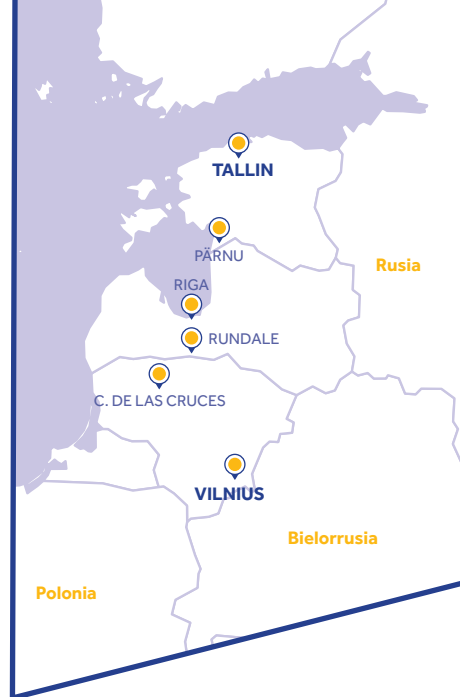 TALLIN
PÄRNU
Rusia
RIGA
RUNDALE
C. DE LAS CRUCES
VILNIUS
Bielorrusia
Polonia